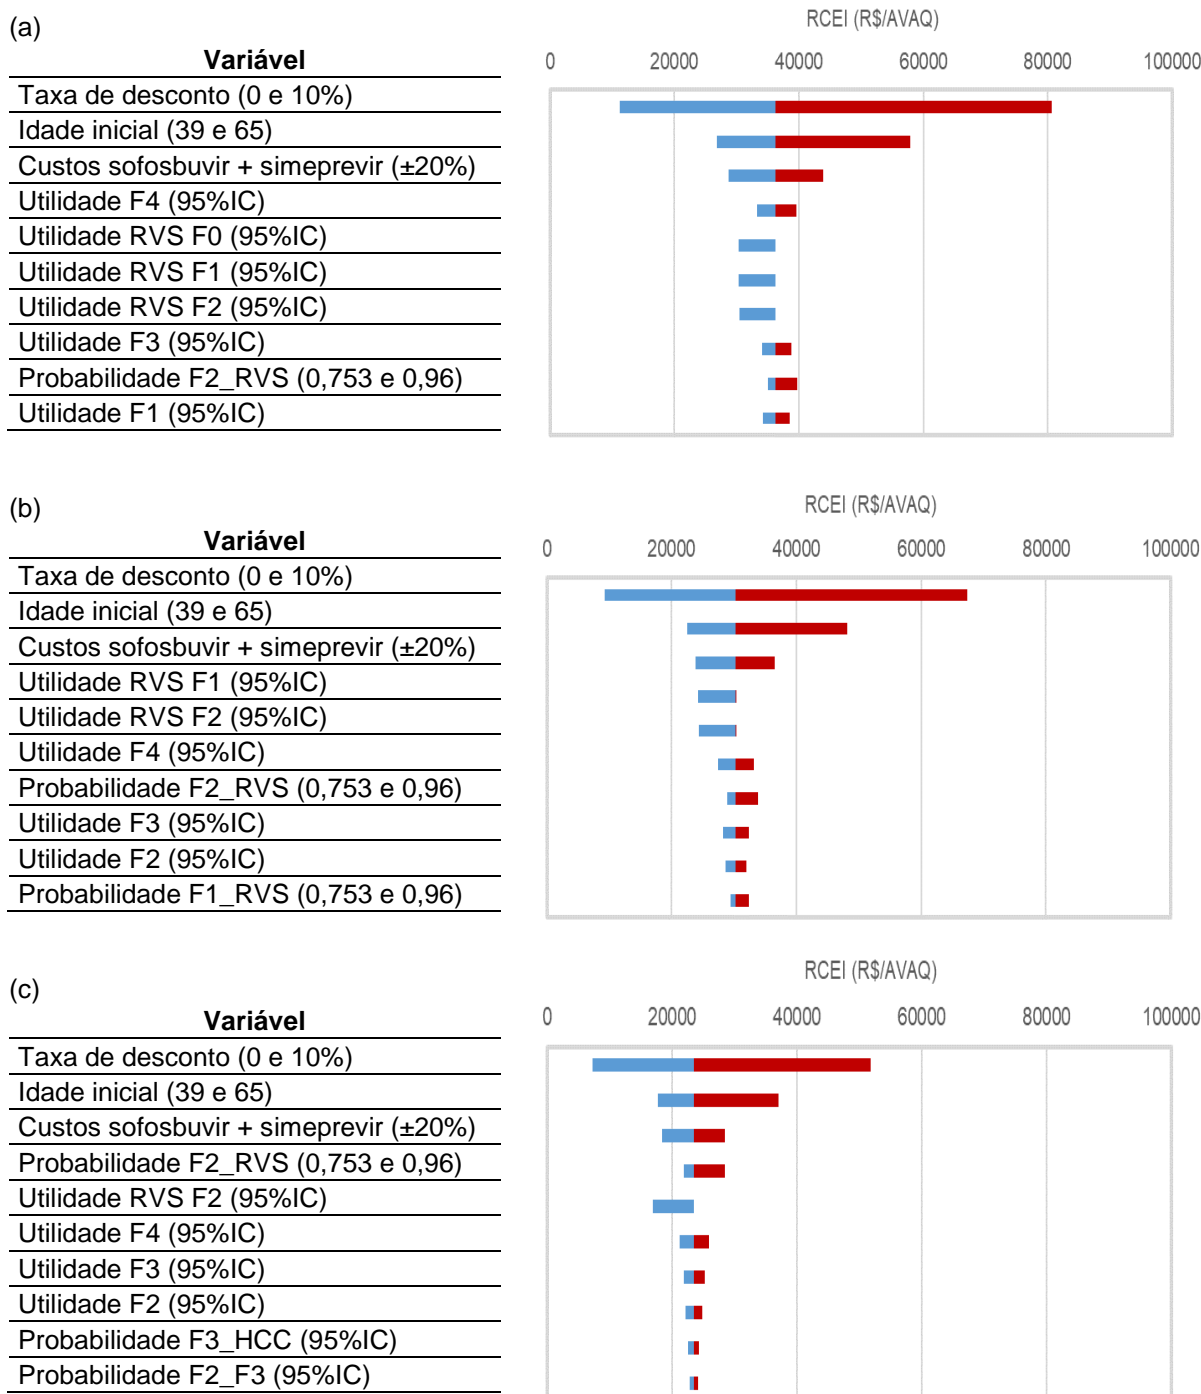 (a)
RCEI (R$/AVAQ)
Variável
0 20000 40000 60000 80000 100000
Taxa de desconto (0 e 10%)
Idade inicial (39 e 65)
Custos sofosbuvir + simeprevir (±20%)
Utilidade F4 (95%IC)
Utilidade RVS F0 (95%IC)
Utilidade RVS F1 (95%IC)
Utilidade RVS F2 (95%IC)
Utilidade F3 (95%IC)
Probabilidade F2_RVS (0,753 e 0,96)
Utilidade F1 (95%IC)
(b)
RCEI (R$/AVAQ)
Variável
0 20000 40000 60000 80000 100000
Taxa de desconto (0 e 10%)
Idade inicial (39 e 65)
Custos sofosbuvir + simeprevir (±20%)
Utilidade RVS F1 (95%IC)
Utilidade RVS F2 (95%IC)
Utilidade F4 (95%IC)
Probabilidade F2_RVS (0,753 e 0,96)
Utilidade F3 (95%IC)
Utilidade F2 (95%IC)
Probabilidade F1_RVS (0,753 e 0,96)
(c)
RCEI (R$/AVAQ)
Variável
0 20000 40000 60000 80000 100000
Taxa de desconto (0 e 10%)
Idade inicial (39 e 65)
Custos sofosbuvir + simeprevir (±20%)
Probabilidade F2_RVS (0,753 e 0,96)
Utilidade RVS F2 (95%IC)
Utilidade F4 (95%IC)
Utilidade F3 (95%IC)
Utilidade F2 (95%IC)
Probabilidade F3_HCC (95%IC)
Probabilidade F2_F3 (95%IC)